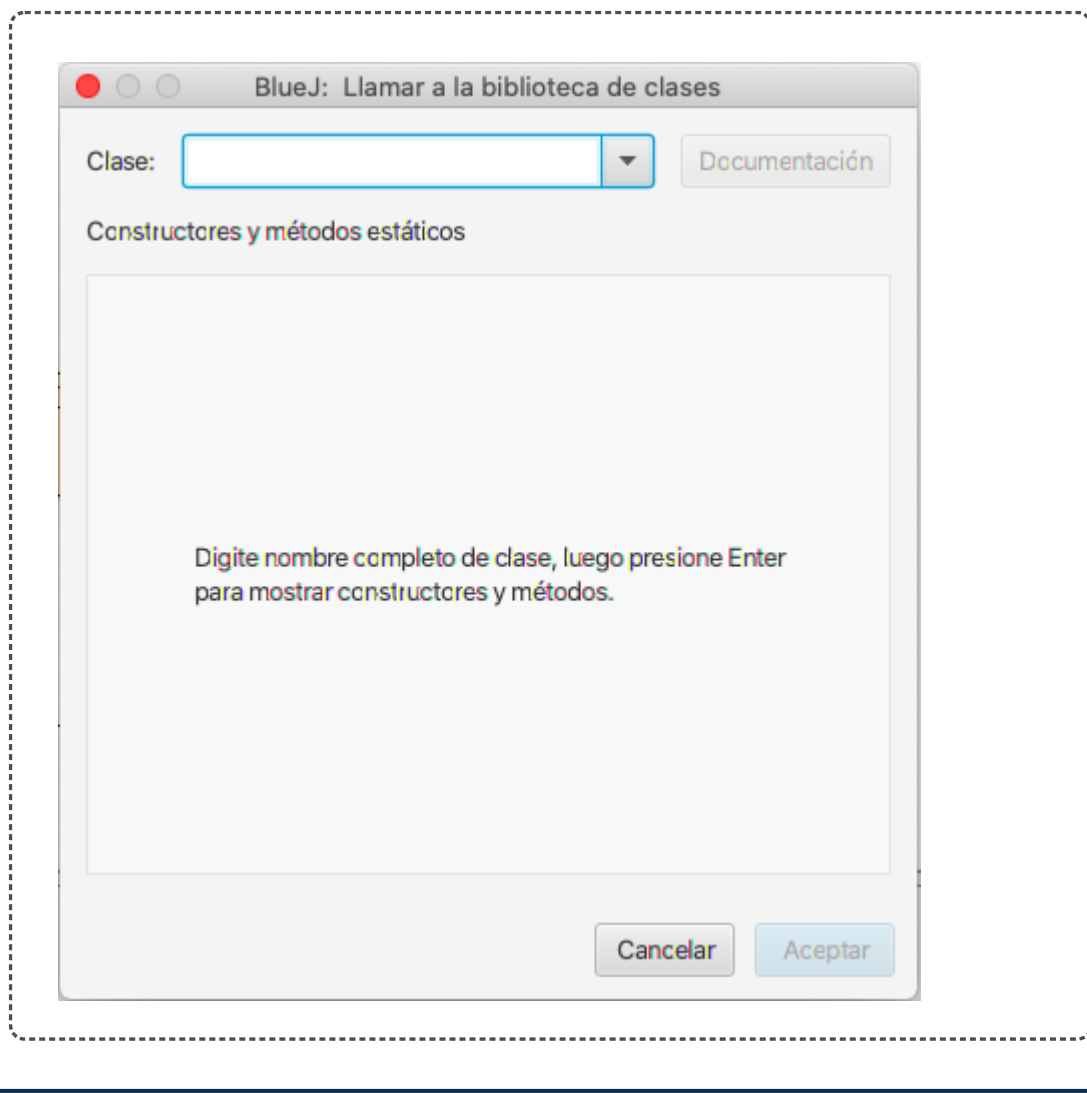 BlueJ: Llamar a la biblioteca de clases
Clase:
Documentación
Constructores y métodos estáticos
Digite nombre completo de clase, luego presione Enter
para mostrar constructores y métodos.
Cancelar
Aceptar